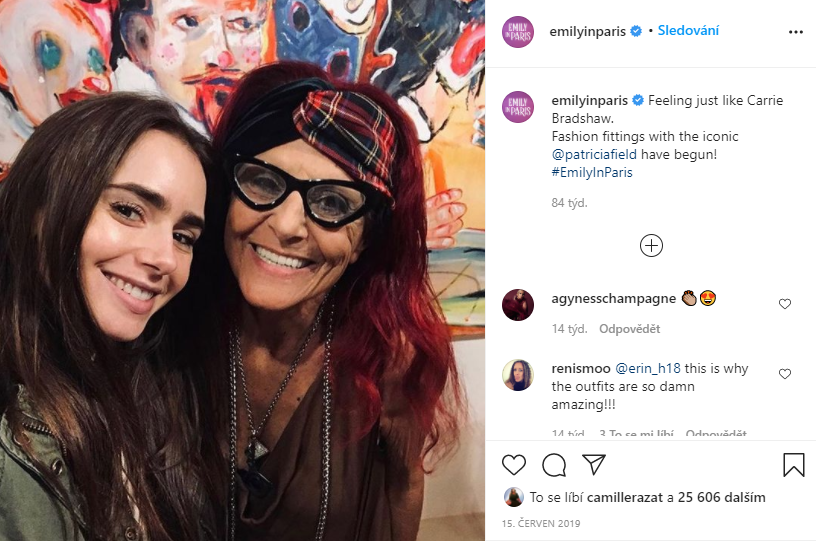 emilyinparis • Sledování
EMILY IN PARIS
emilyinparis Feeling just like Carrie
Bradshaw.
Fashion fittings with the iconic
@patriciafield have begun!
#EmilyInParis
84 týd.
EMILY IN PARIS
agynesschampagne 👏🏽😍
14 týd. Odpovědět
renismoo @erin_h18 this is why
the outfits are so damn
amazing!!!
14 týd. 3 To se mi líbí Odpovědět
To se líbí camillerazat a 25 606 dalším
15. ČERVEN 2019